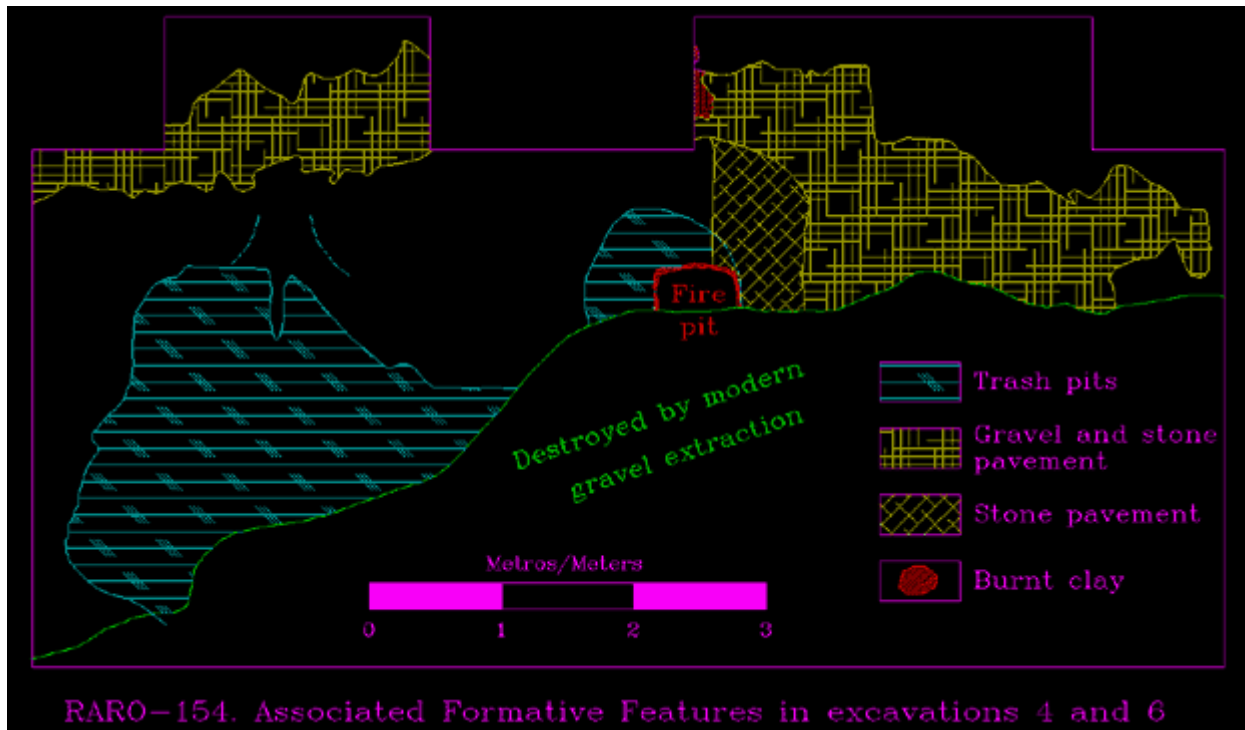 Fire
pit
Destroyed by modern
gravel extraction
Trash pits
Gravel and stone
pavement
Stone pavement
Burnt clay
Metros/Meters
0 1 2 3
RARO-154. Associated Formative Features in excavations 4 and 6